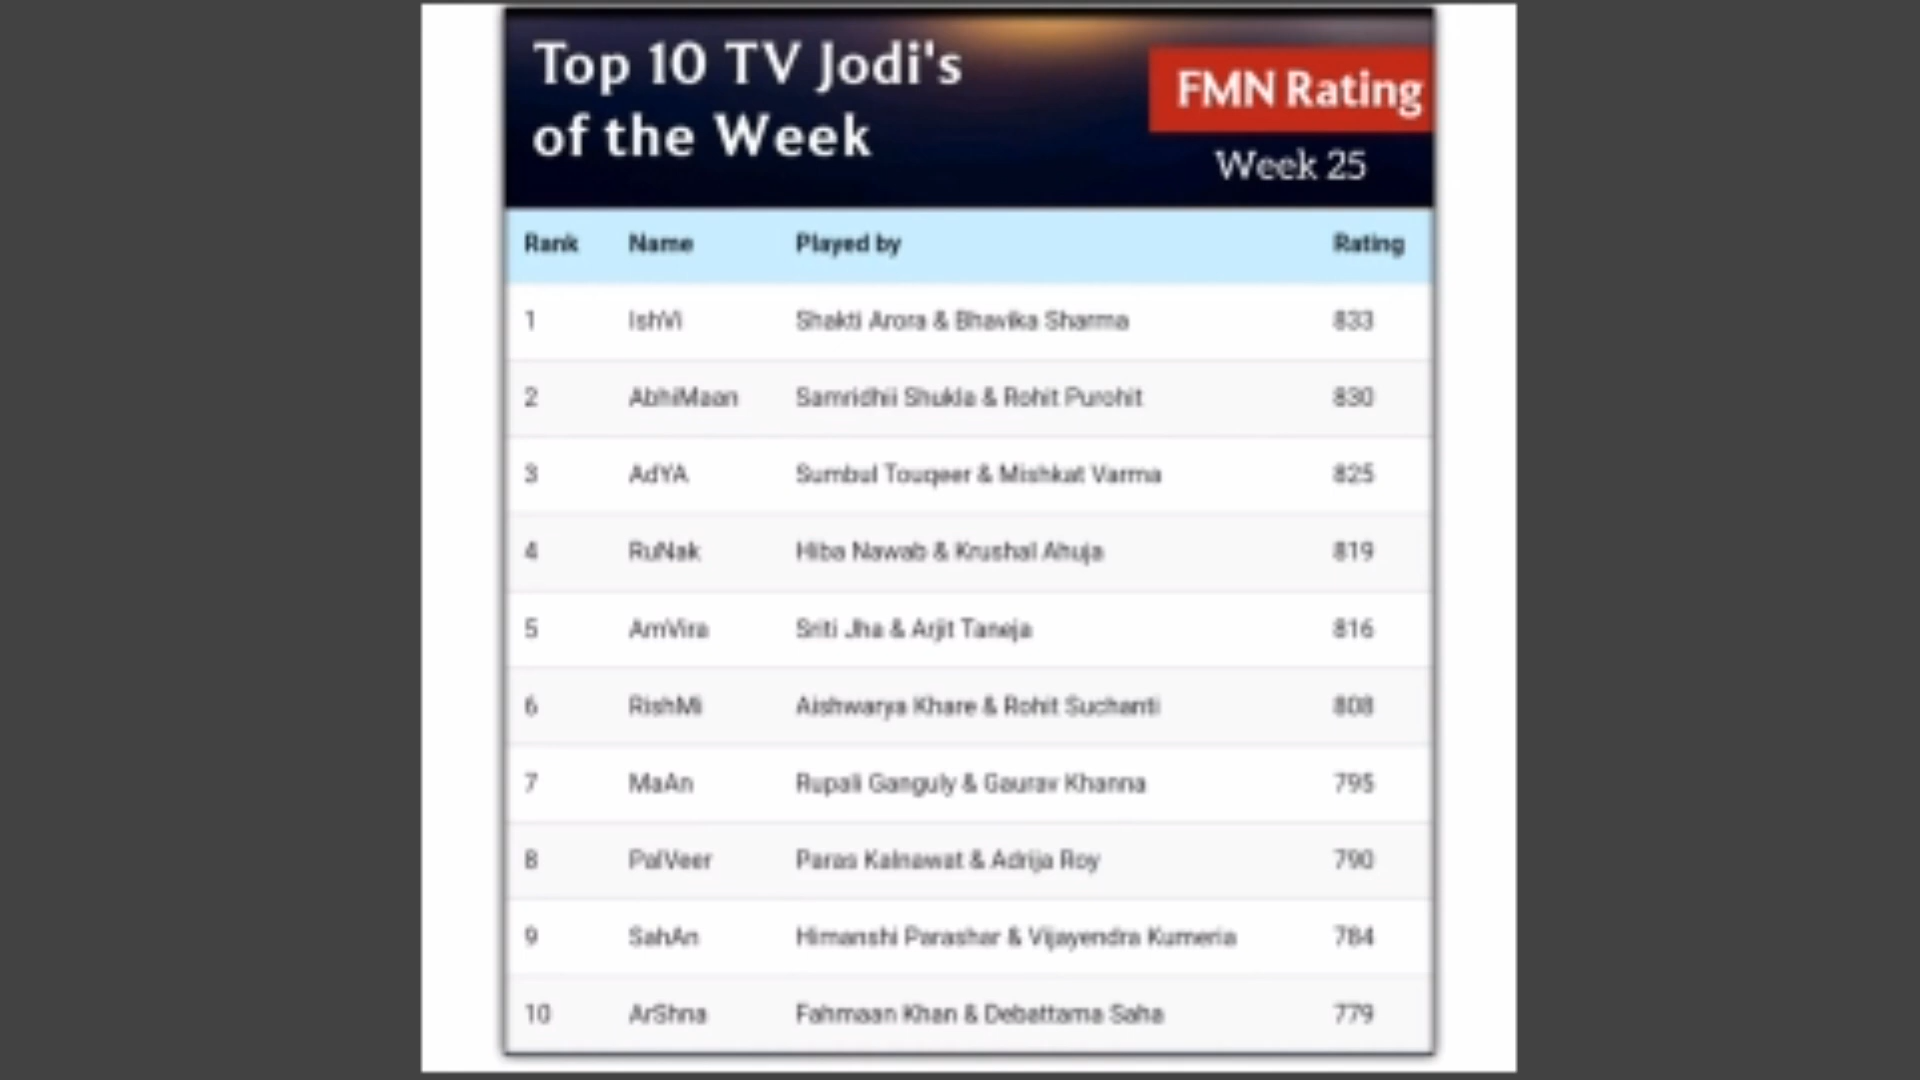 Top 10 TV Jodi's
of the Week
FMN Rating
Week 25
Rank Name Played by Rating
1 IshVi Shakti Arora & Bhavika Sharma 833
2 AbhiMaan Samridhii Shukla & Rohit Purohit 830
3 AdYA Sumbul Touqeer & Mishkat Varma 825
4 RuNak Hiba Nawab & Krushal Ahuja 819
5 AmVira Sriti Jha & Arjit Taneja 816
6 RishMi Aishwarya Khare & Rohit Suchanti 808
7 MaAn Rupali Ganguly & Gaurav Khanna 795
8 PalVeer Paras Kalnawat & Adrija Roy 790
9 SahAn Himanshi Parashar & Vijayendra Kumeria 784
10 ArShna Fahmaan Khan & Debattama Saha 779